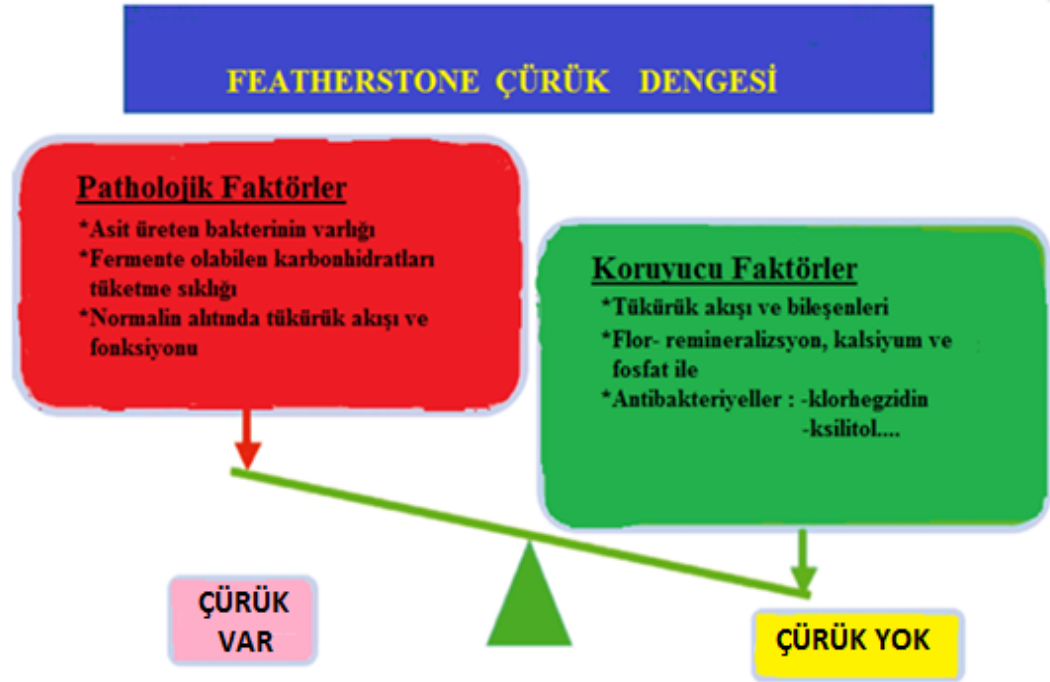 FEATHERSTONE ÇÜRÜK DENGESİ
Patholojik Faktörler
*Asit üreten bakterinin varlığı
*Fermente olabilen karbonhidratları
tüketme sıklığı
*Normalin altında tükürük akışı ve
fonksiyonu
Koruyucu Faktörler
*Tükürük akışı ve bileşenleri
*Flor- remineralizsyon, kalsiyum ve
fosfat ile
*Antibakteriyeller : -klorhegzidin
-ksilitol....
ÇÜRÜK
VAR
ÇÜRÜK YOK